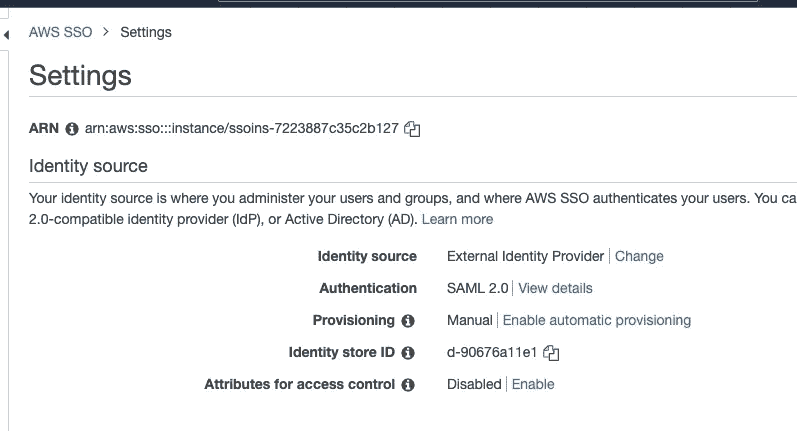 AWS SSO > Settings
Settings
ARN arn:aws:sso:::instance/ssoins-7223887c35c2b127
Identity source
Your identity source is where you administer your users and groups, and where AWS SSO authenticates your users. You ca
2.0-compatible identity provider (IdP), or Active Directory (AD). Learn more
Identity source External Identity Provider | Change
Authentication SAML 2.0 | View details
Provisioning Manual | Enable automatic provisioning
Identity store ID d-90676a11e1
Attributes for access control Disabled | Enable